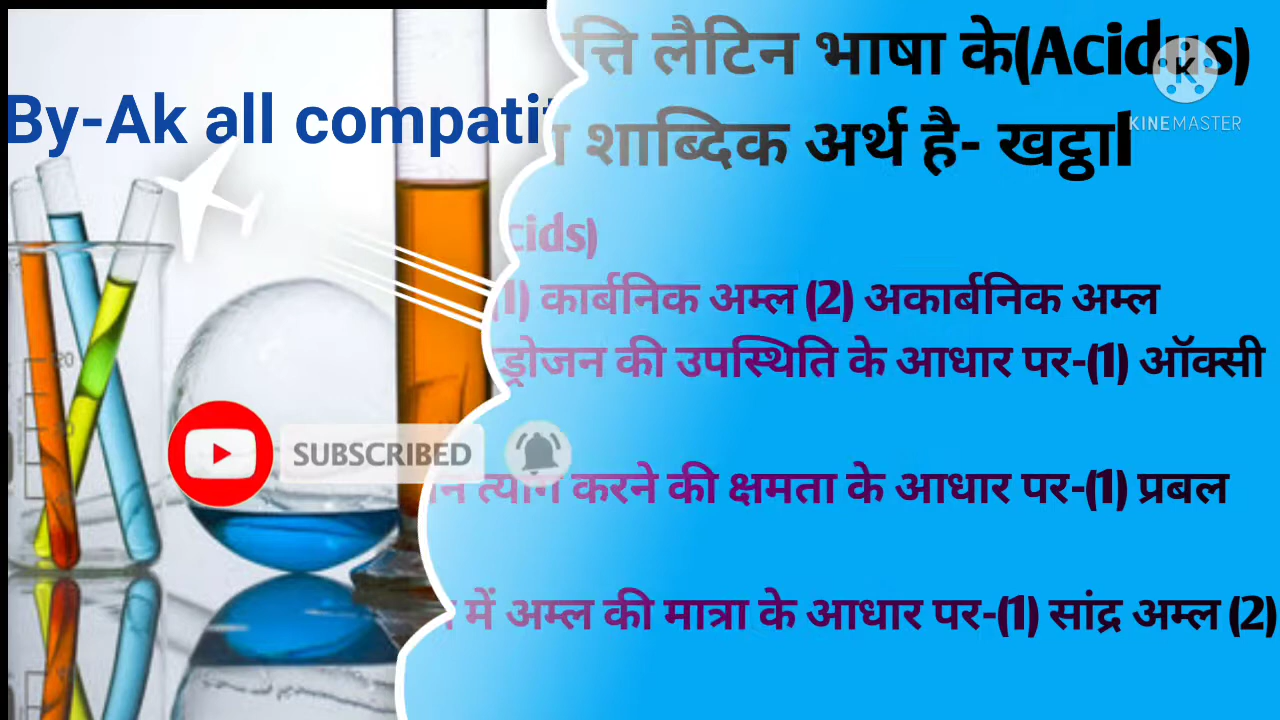 त्ति लैटिन भाषा के(Acidus)
By-Ak all compati
शाब्दिक अर्थ है- खट्टा।
KINEMASTER
cids)
(1) कार्बनिक अम्ल (2) अकार्बनिक अम्ल
ड्रोजन की उपस्थिति के आधार पर-(1) ऑक्सी
SUBSCRIBED
त्याग करने की क्षमता के आधार पर-(1) प्रबल
में अम्ल की मात्रा के आधार पर-(1) सांद्र अम्ल (2)